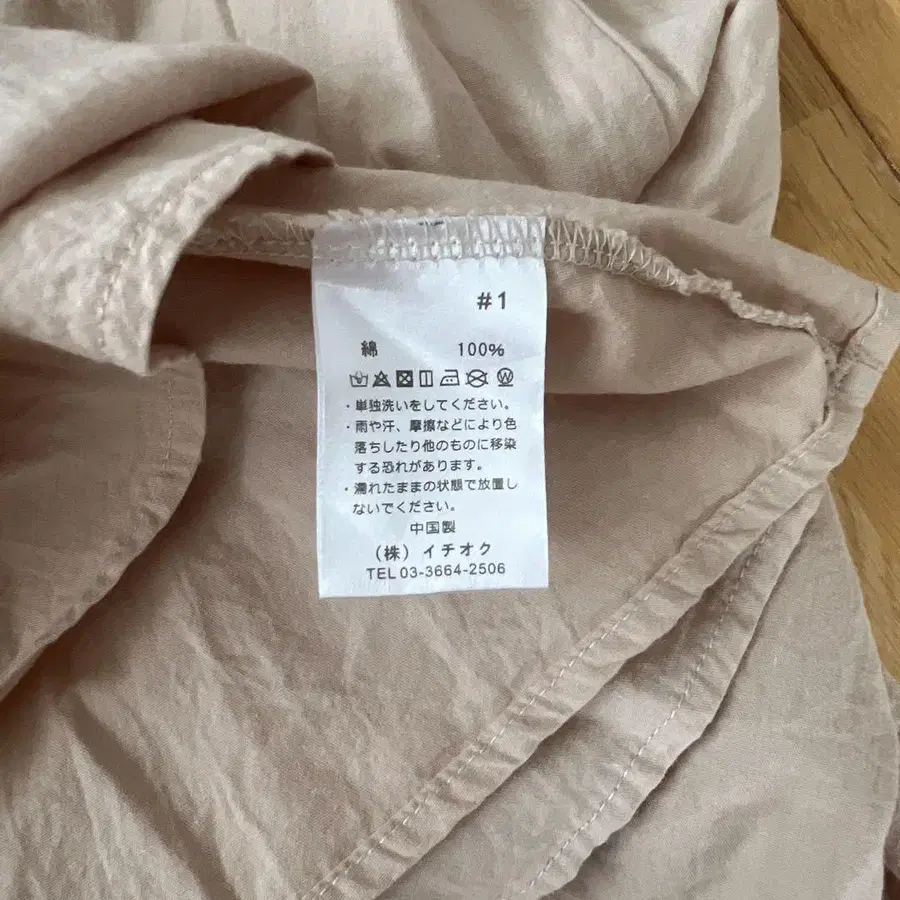 #1
綿 100%
・単独洗いをしてください。
・雨や汗、摩擦などにより色
落ちしたり他のものに移染
する恐れがあります。
・濡れたままの状態で放置し
ないでください。
中国製
（株）イチオク
TEL 03-3664-2506